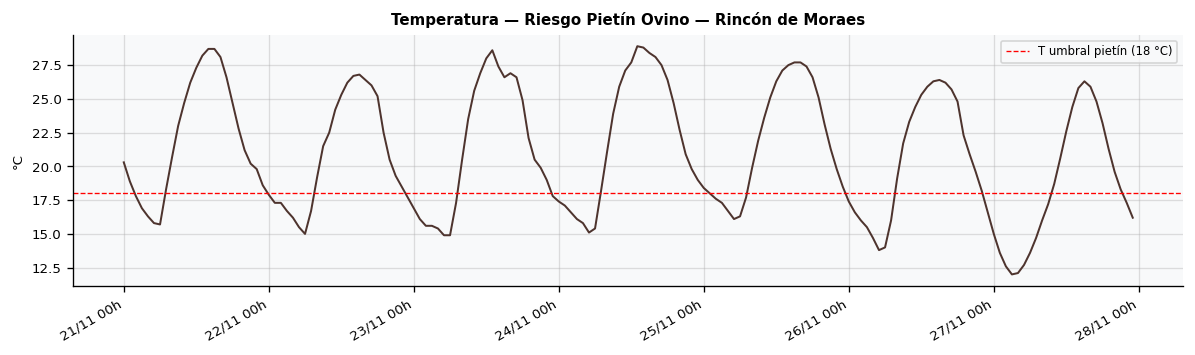 Temperatura — Riesgo Pietín Ovino — Rincón de Moraes
T umbral pietín (18 °C)
°C
27.5
25.0
22.5
20.0
17.5
15.0
12.5
21/11 00h
22/11 00h
23/11 00h
24/11 00h
25/11 00h
26/11 00h
27/11 00h
28/11 00h